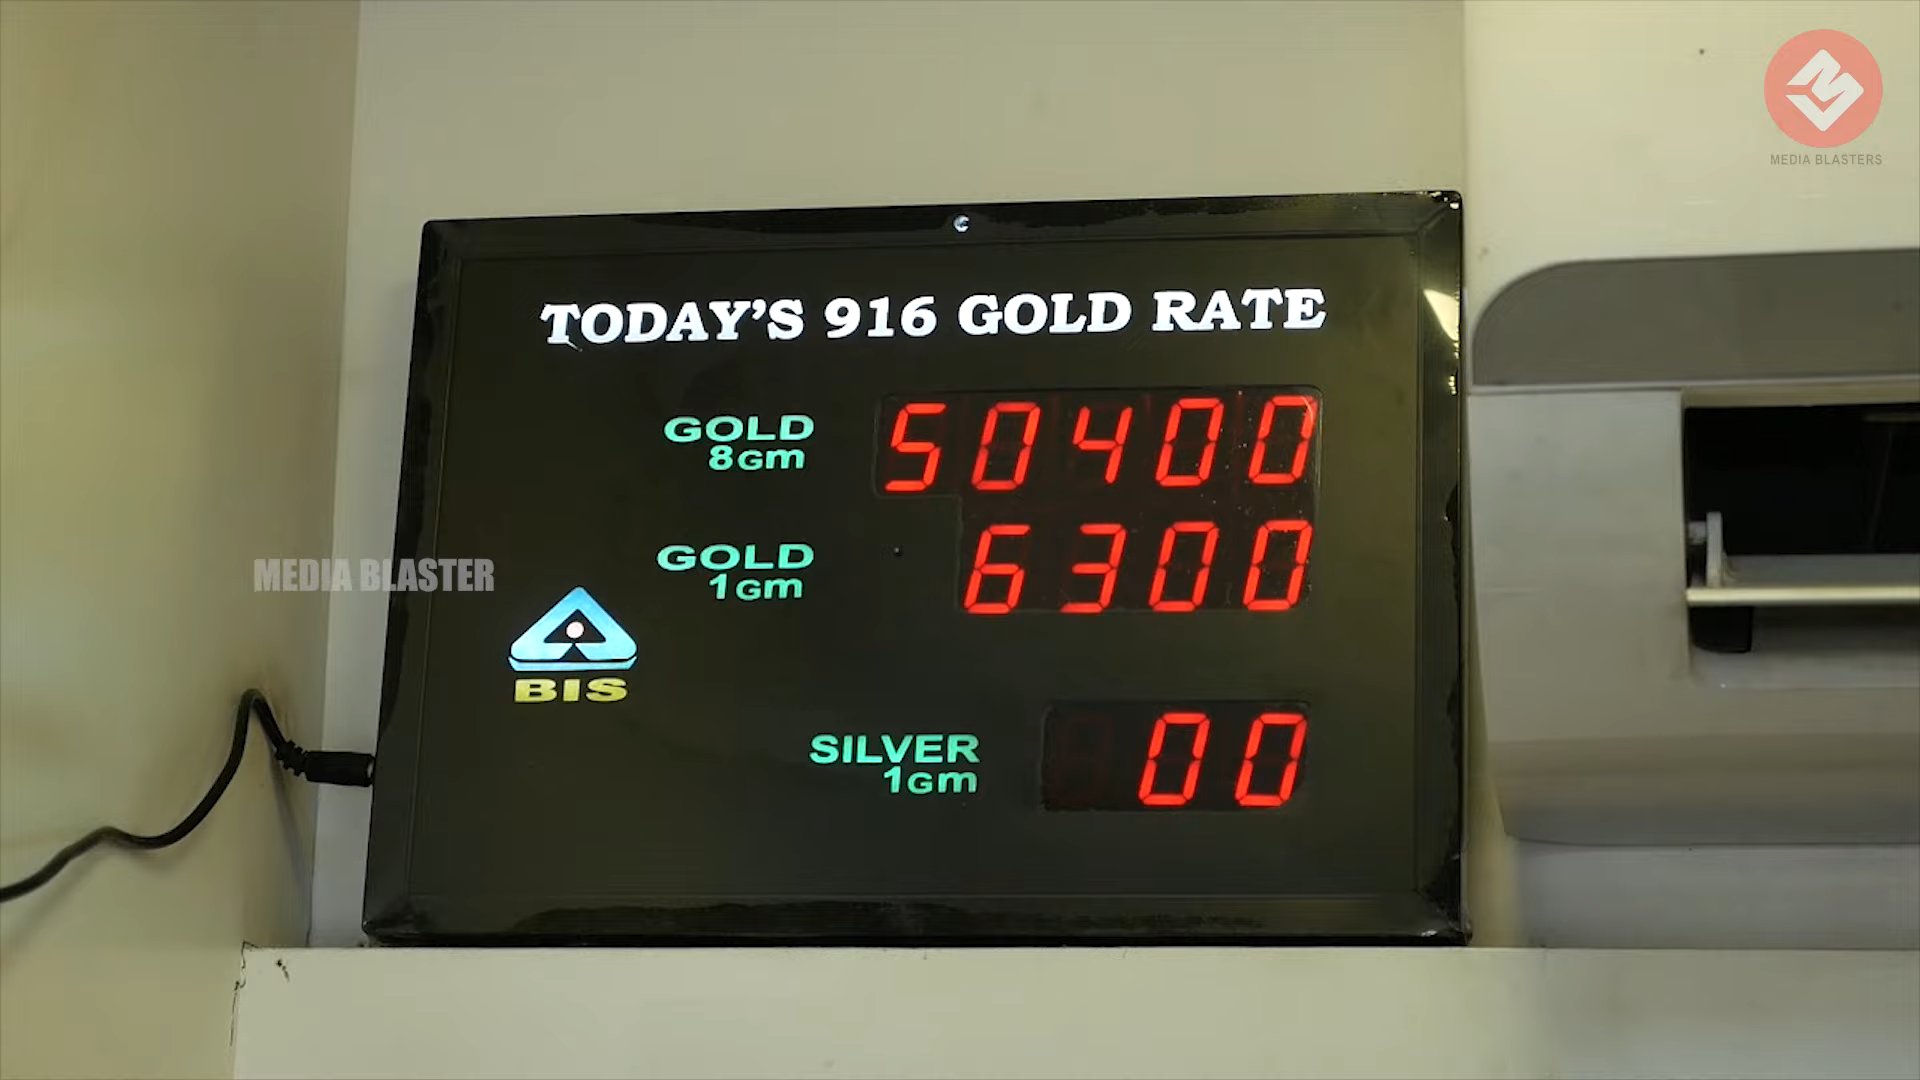 MEDIA BLASTERS
TODAY'S 916 GOLD RATE
GOLD 50400
8Gm
GOLD 6300
1Gm
MEDIA BLASTER
BIS
SILVER 00
1Gm